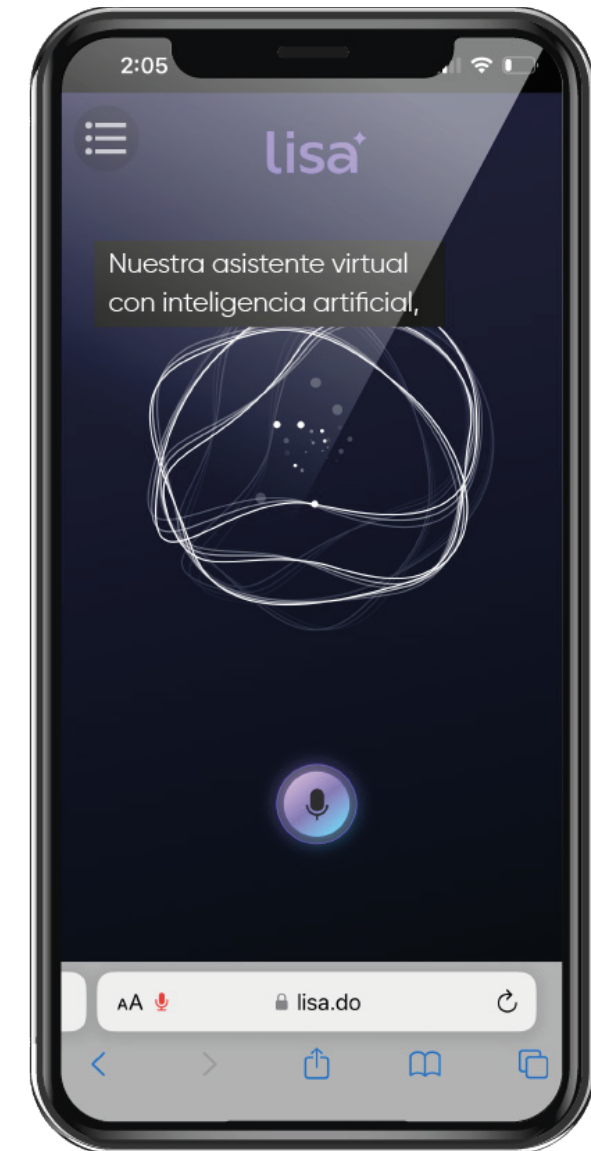 2:05
lisa
Nuestra asistente virtual
con inteligencia artificial,
AA
lisa.do